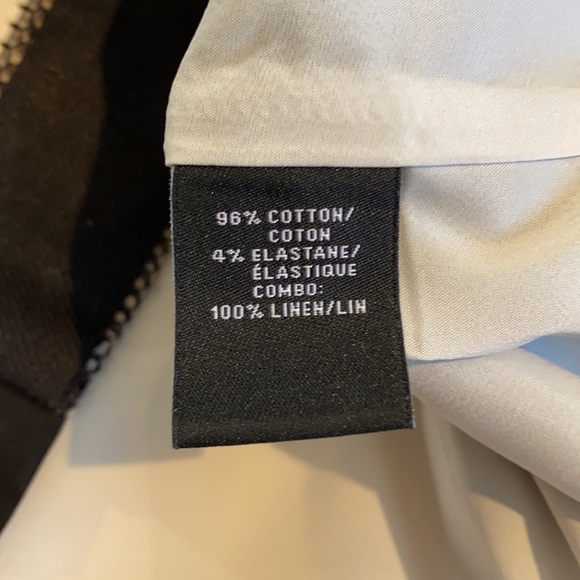 96% COTTON/
COTON
4% ELASTANE/
ÉLASTIQUE
COMBO:
100% LINEN/LIN